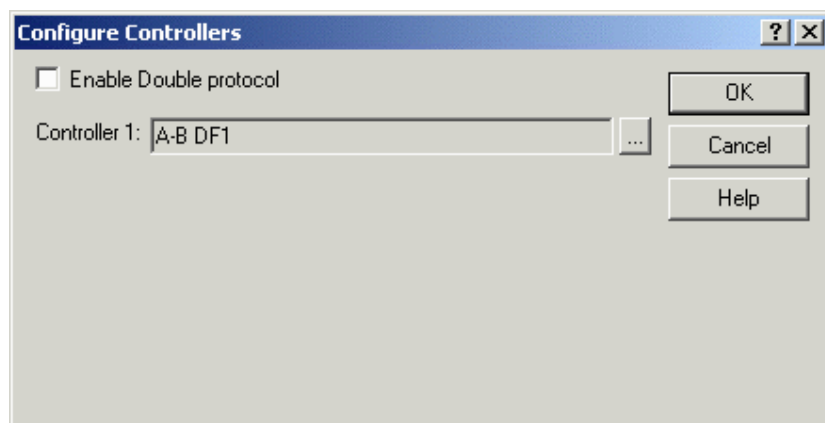 Configure Controllers
Enable Double protocol
OK
Controller 1: A-B DF1 ...
Cancel
Help